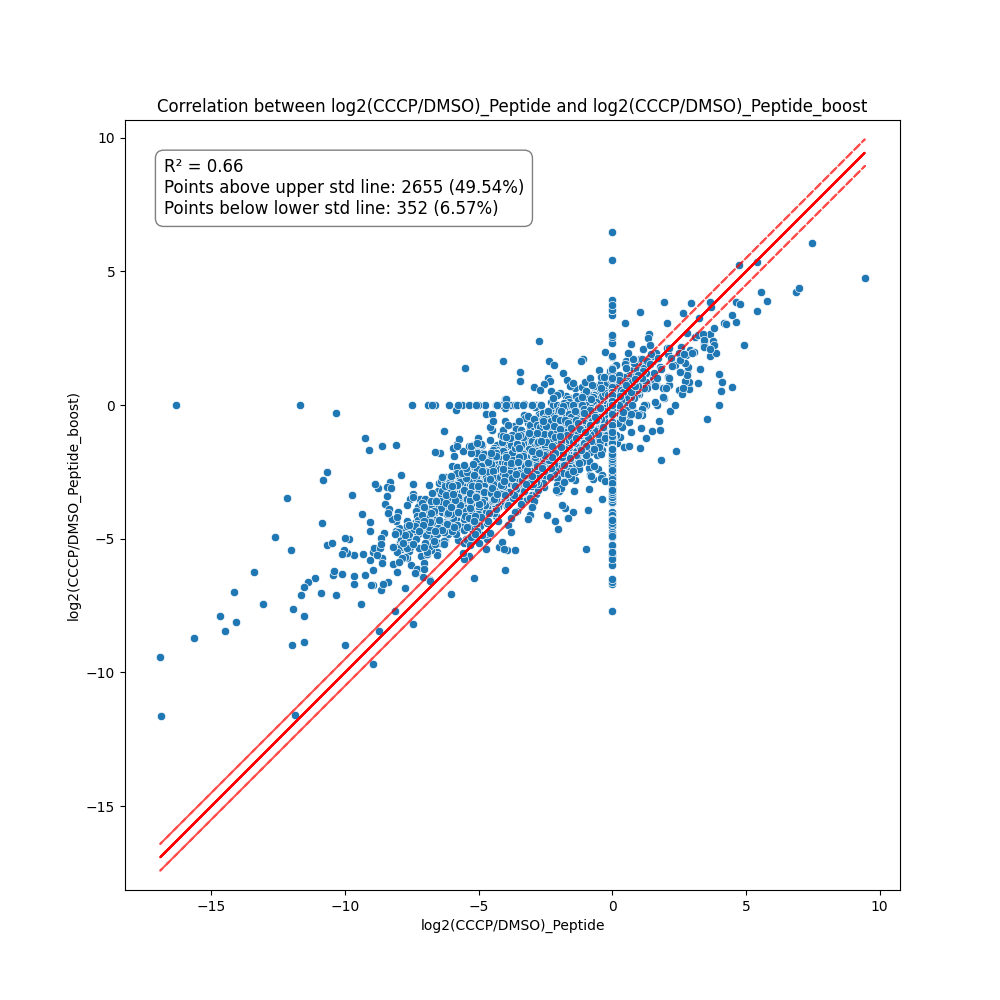 Correlation between log2(CCCP/DMSO)_Peptide and log2(CCCP/DMSO)_Peptide_boost
R² = 0.66
Points above upper std line: 2655 (49.54%)
Points below lower std line: 352 (6.57%)
10
5
0
−5
−10
−15
log2(CCCP/DMSO_Peptide_boost)
−15
−10
−5
0
5
10
log2(CCCP/DMSO)_Peptide